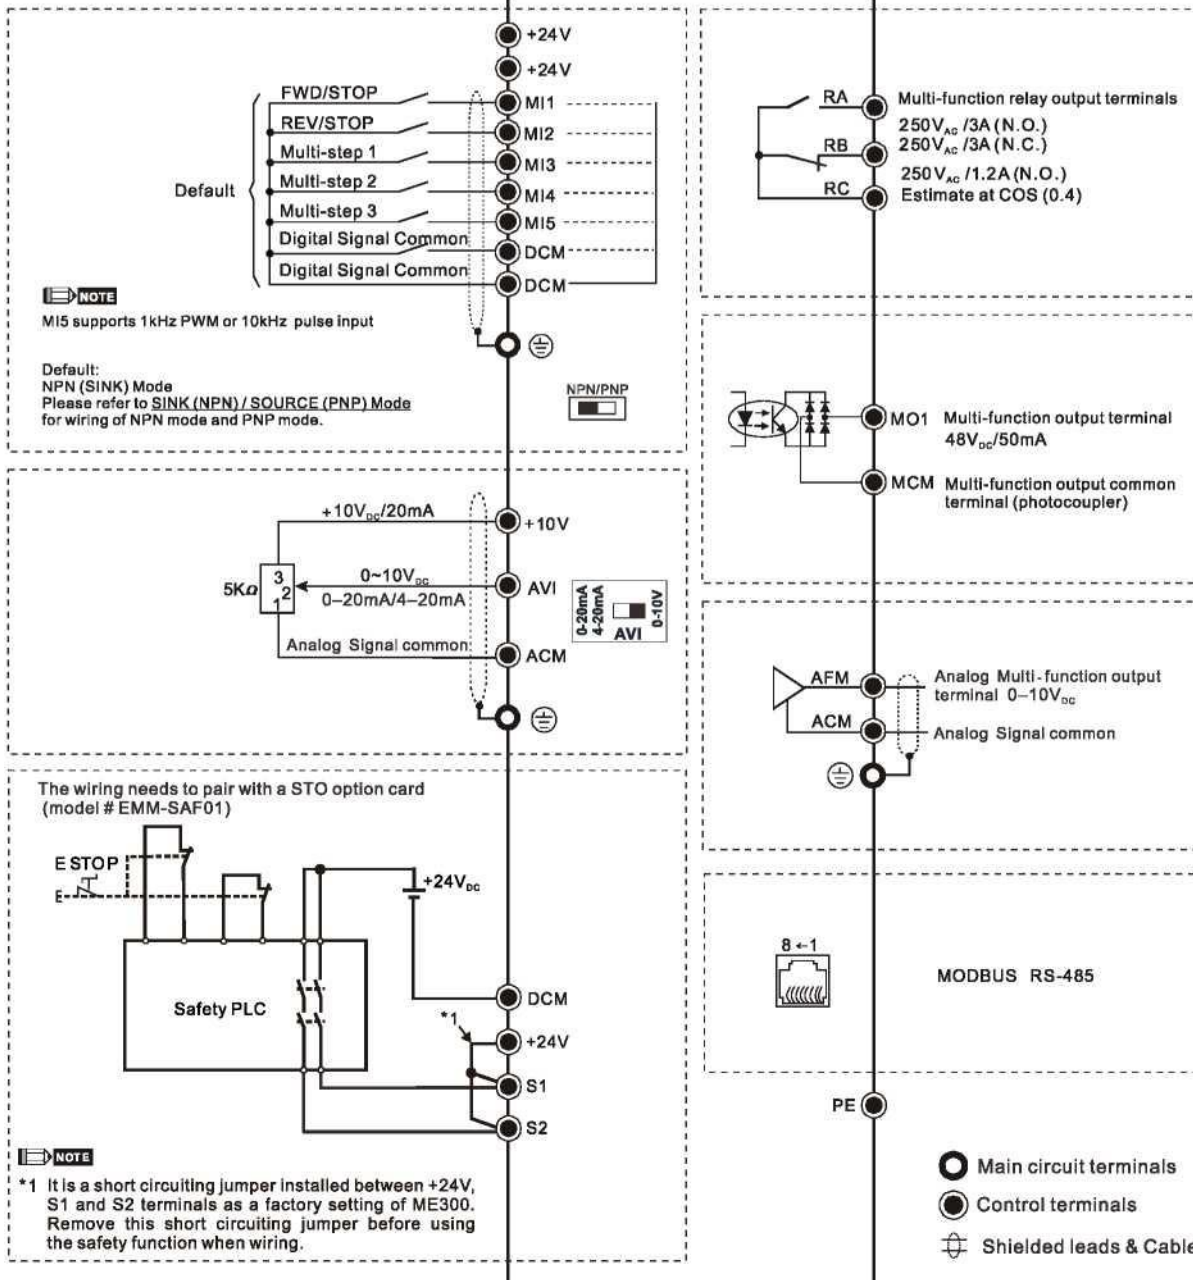 +24V
+24V
FWD/STOP
MI1
REV/STOP
MI2
Multi-step 1
MI3
Default
Multi-step 2
MI4
Multi-step 3
MI5
Digital Signal Common
DCM
Digital Signal Common
DCM
NOTE
MI5 supports 1kHz PWM or 10kHz pulse input
Default:
NPN (SINK) Mode
Please refer to SINK (NPN) / SOURCE (PNP) Mode
for wiring of NPN mode and PNP mode.
NPN/PNP
+10VDC/20mA
+10V
5KΩ
3
2
1
0~10VDC
0–20mA/4–20mA
AVI
0-20mA
4-20mA
AVI
0-10V
Analog Signal common
ACM
The wiring needs to pair with a STO option card
(model # EMM-SAF01)
E STOP
+24VDC
Safety PLC
DCM
*1
+24V
S1
S2
NOTE
*1 It is a short circuiting jumper installed between +24V,
S1 and S2 terminals as a factory setting of ME300.
Remove this short circuiting jumper before using
the safety function when wiring.
RA
Multi-function relay output terminals
250VAC /3A (N.O.)
RB
250VAC /3A (N.C.)
250VAC /1.2A (N.O.)
RC
Estimate at COS (0.4)
MO1
Multi-function output terminal
48VDC/50mA
MCM
Multi-function output common
terminal (photocoupler)
AFM
Analog Multi-function output
terminal 0–10VDC
ACM
Analog Signal common
8←1
MODBUS RS-485
PE
Main circuit terminals
Control terminals
Shielded leads & Cable